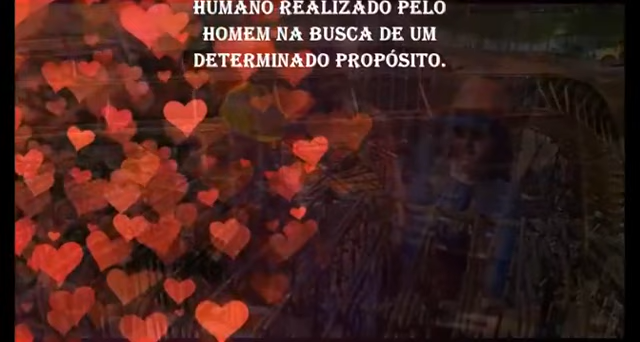 HUMANO REALIZADO PELO
HOMEM NA BUSCA DE UM
DETERMINADO PROPÓSITO.